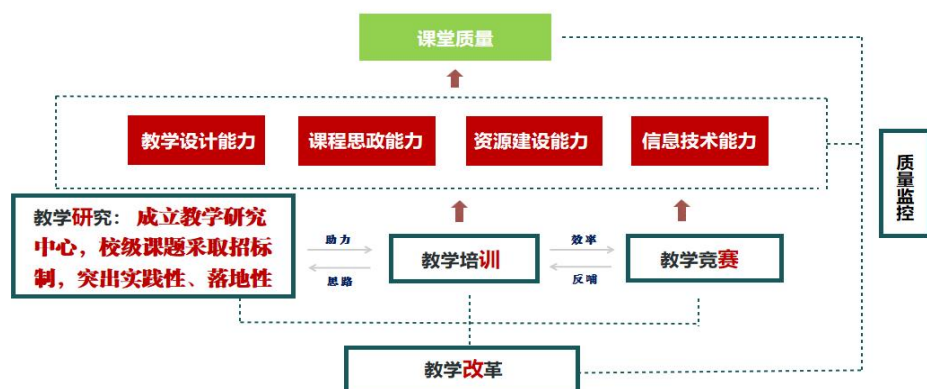 课堂质量
教学设计能力
课程思政能力
资源建设能力
信息技术能力
质量监控
教学研究：成立教学研究
中心，校级课题采取招标
制，突出实践性、落地性
助力
思路
教学培训
效率
反哺
教学竞赛
教学改革